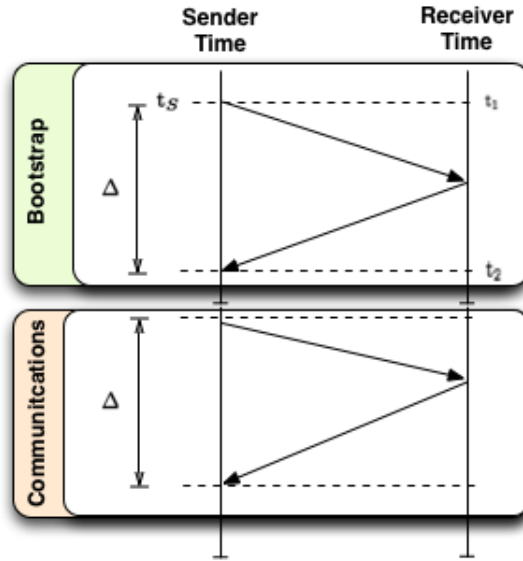 Sender
Time
Receiver
Time
Bootstrap
tS
t1
Δ
t2
Communitcations
Δ